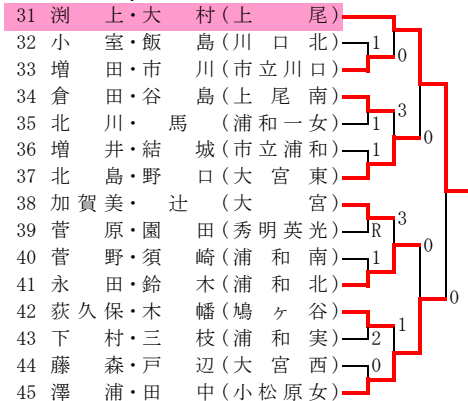 31 渕上・大村(上尾)
32 小室・飯島(川口北) 1
0
33 増田・市川(市立川口)
34 倉田・谷島(上尾南) 3
35 北川・馬(浦和一女) 1
0
36 増井・結城(市立浦和) 1
37 北島・野口(大宮東)
38 加賀美・辻(大宮) 3
39 菅原・園田(秀明英光) R
0
40 菅野・須崎(浦和南) 1
41 永田・鈴木(浦和北)
0
42 荻久保・木幡(鳩ヶ谷) 1
43 下村・三枝(浦和実) 2
44 藤森・戸辺(大宮西) 0
45 澤浦・田中(小松原女)